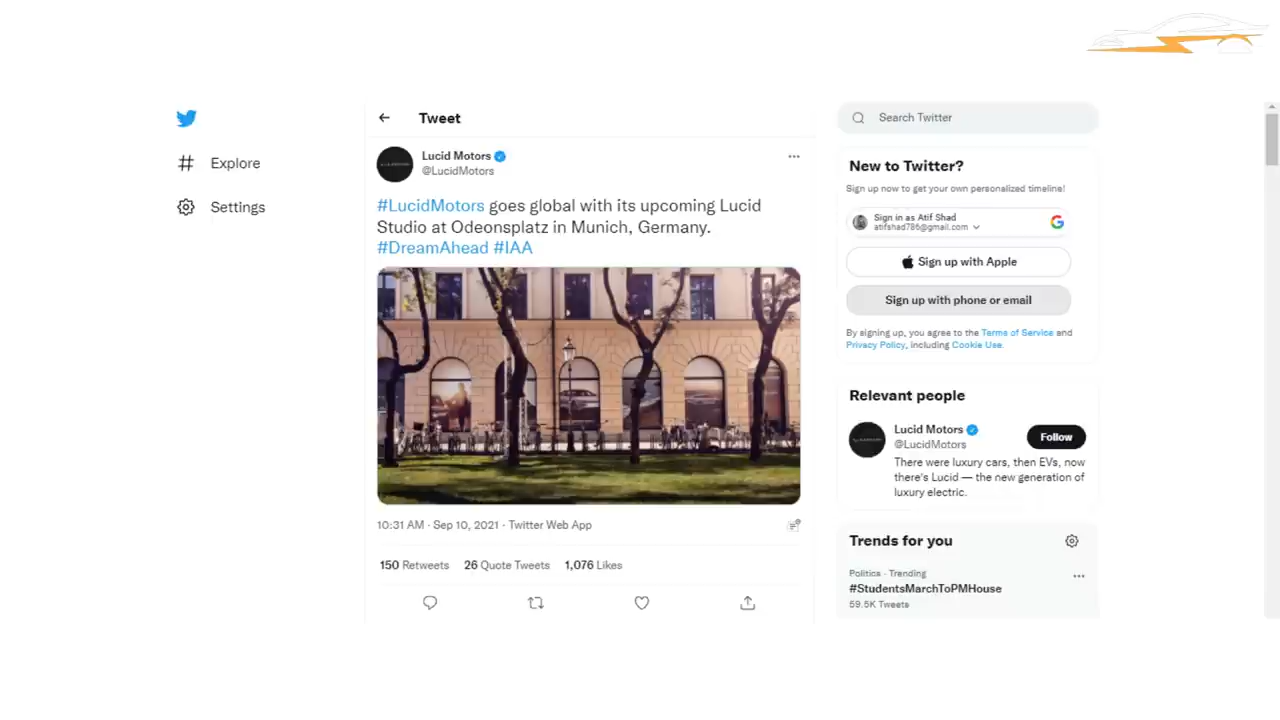 Explore
Settings
Tweet
Lucid Motors
@LucidMotors
#LucidMotors goes global with its upcoming Lucid
Studio at Odeonsplatz in Munich, Germany.
#DreamAhead #IAA
10:31 AM · Sep 10, 2021 · Twitter Web App
150 Retweets 26 Quote Tweets 1,076 Likes
Search Twitter
New to Twitter?
Sign up now to get your own personalized timeline!
Sign in as Atif Shad
atifshad786@gmail.com
Sign up with Apple
Sign up with phone or email
By signing up, you agree to the Terms of Service and
Privacy Policy, including Cookie Use.
Relevant people
Lucid Motors
@LucidMotors
Follow
There were luxury cars, then EVs, now
there's Lucid — the new generation of
luxury electric.
Trends for you
Politics · Trending
#StudentsMarchToPMHouse
59.5K Tweets